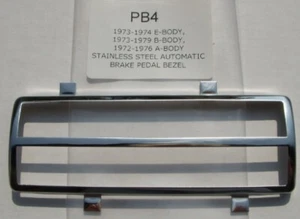 PB4
1973-1974 E-BODY,
1973-1979 B-BODY,
1972-1976 A-BODY
STAINLESS STEEL AUTOMATIC
BRAKE PEDAL BEZEL